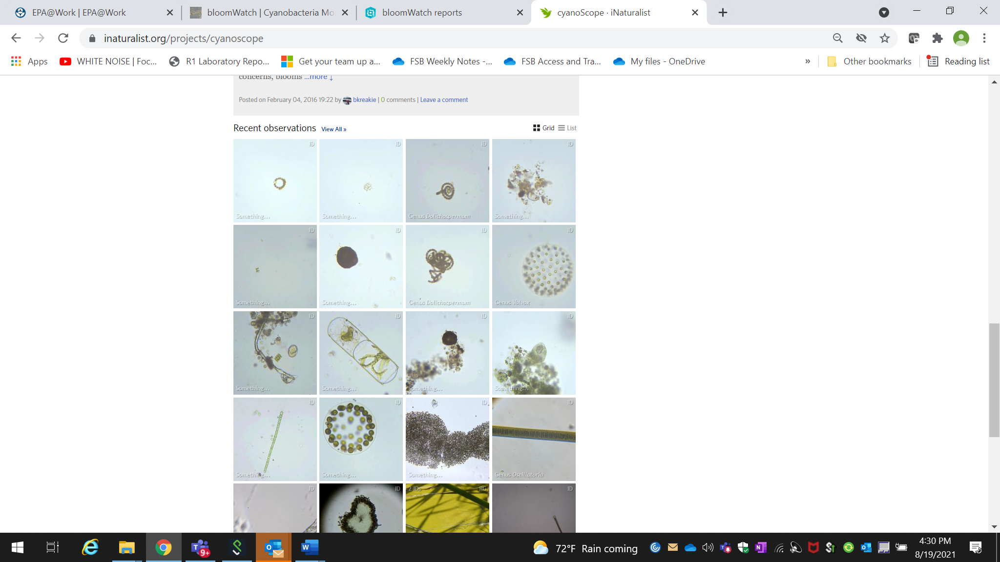 EPA@Work | EPA@Work
bloomWatch | Cyanobacteria Mo
bloomWatch reports
cyanoScope · iNaturalist
inaturalist.org/projects/cyanoscope
Apps
WHITE NOISE | Foc...
R1 Laboratory Repo...
Get your team up a...
FSB Weekly Notes -...
FSB Access and Tra...
My files - OneDrive
»
Other bookmarks
Reading list
concerns, blooms ...more ↓
Posted on February 04, 2016 19:22 by bkreakie | 0 comments | Leave a comment
Recent observations View All »
Grid List
ID ID ID ID
Something... Something... Genus Dolichospermum Something...
ID ID ID ID
Something... Something... Genus Dolichospermum Genus Volvox
ID ID ID ID
Something... Something... Something... Something...
ID ID ID ID
Something... Something... Something... Genus Oscillatoria
ID ID 2 IDs RG ID
9+
72°F Rain coming
4:30 PM
8/19/2021